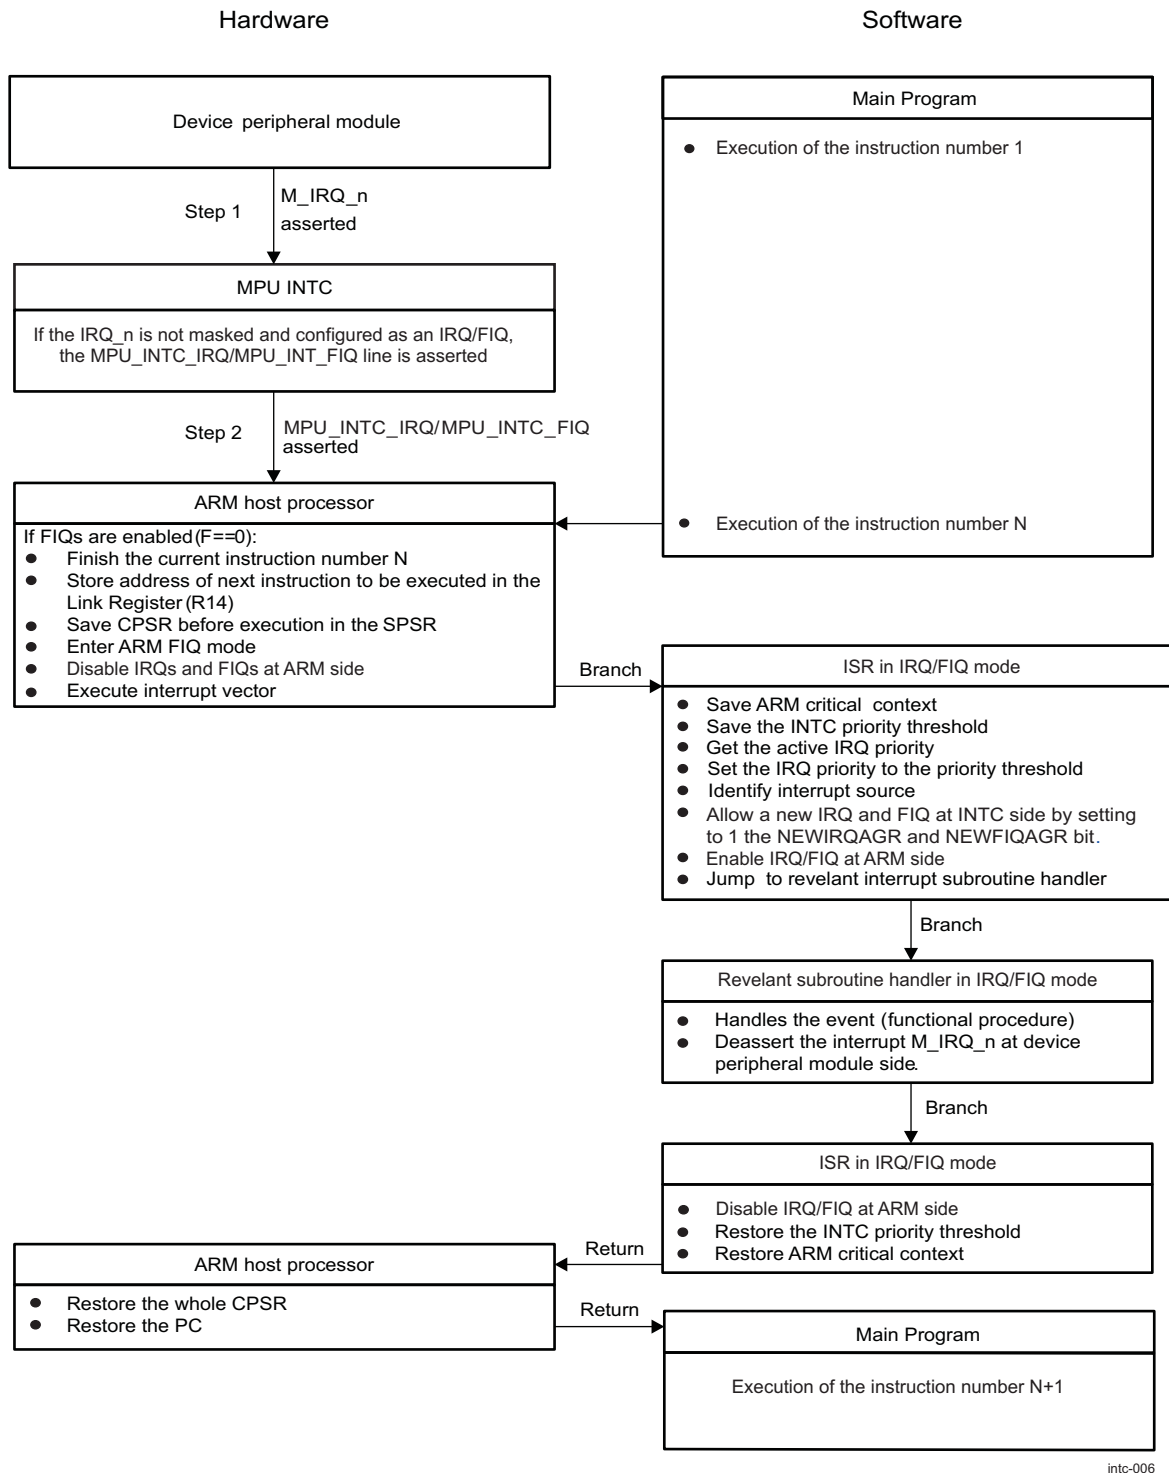 Hardware
Software
Device peripheral module
Main Program
Execution of the instruction number 1
Step 1
M_IRQ_n
asserted
MPU INTC
If the IRQ_n is not masked and configured as an IRQ/FIQ,
the MPU_INTC_IRQ/MPU_INT_FIQ line is asserted
Step 2
MPU_INTC_IRQ/MPU_INTC_FIQ
asserted
Execution of the instruction number N
ARM host processor
If FIQs are enabled(F==0):
● Finish the current instruction number N
● Store address of next instruction to be executed in the
Link Register(R14)
● Save CPSR before execution in the SPSR
● Enter ARM FIQ mode
● Disable IRQs and FIQs at ARM side
● Execute interrupt vector
Branch
ISR in IRQ/FIQ mode
● Save ARM critical context
● Save the INTC priority threshold
● Get the active IRQ priority
● Set the IRQ priority to the priority threshold
● Identify interrupt source
● Allow a new IRQ and FIQ at INTC side by setting
to 1 the NEWIRQAGR and NEWFIQAGR bit.
● Enable IRQ/FIQ at ARM side
● Jump to revelant interrupt subroutine handler
Branch
Revelant subroutine handler in IRQ/FIQ mode
● Handles the event (functional procedure)
● Deassert the interrupt M_IRQ_n at device
peripheral module side.
Branch
ISR in IRQ/FIQ mode
● Disable IRQ/FIQ at ARM side
● Restore the INTC priority threshold
● Restore ARM critical context
Return
ARM host processor
● Restore the whole CPSR
● Restore the PC
Return
Main Program
Execution of the instruction number N+1
intc-006